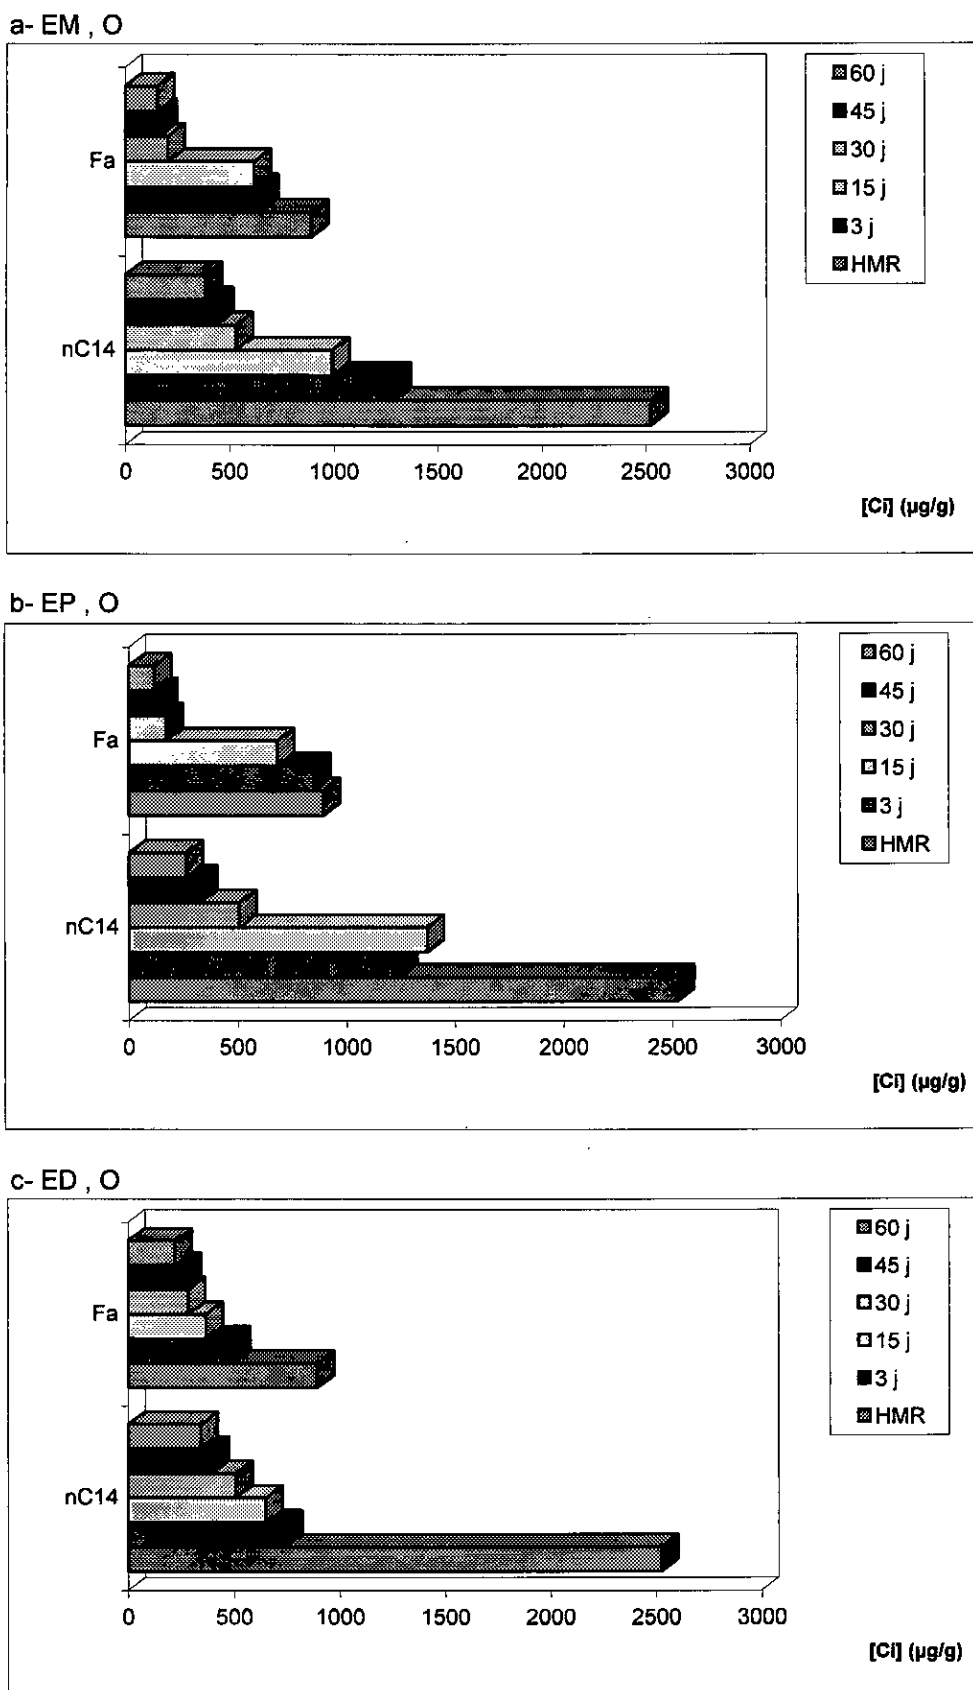 a- EM , O
60 j
45 j
30 j
15 j
3 j
HMR
Fa
nC14
0 500 1000 1500 2000 2500 3000
[Ci] (µg/g)
b- EP , O
60 j
45 j
30 j
15 j
3 j
HMR
Fa
nC14
0 500 1000 1500 2000 2500 3000
[Ci] (µg/g)
c- ED , O
60 j
45 j
30 j
15 j
3 j
HMR
Fa
nC14
0 500 1000 1500 2000 2500 3000
[Ci] (µg/g)